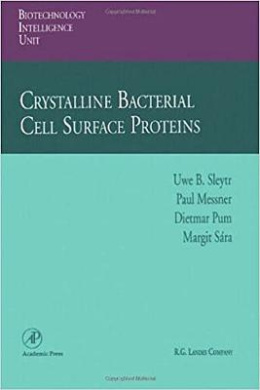 BIOTECHNOLOGY
INTELLIGENCE
UNIT
CRYSTALLINE BACTERIAL
CELL SURFACE PROTEINS
Uwe B. Sleytr
Paul Messner
Dietmar Pum
Margit Sára
Academic Press
R.G. LANDES COMPANY